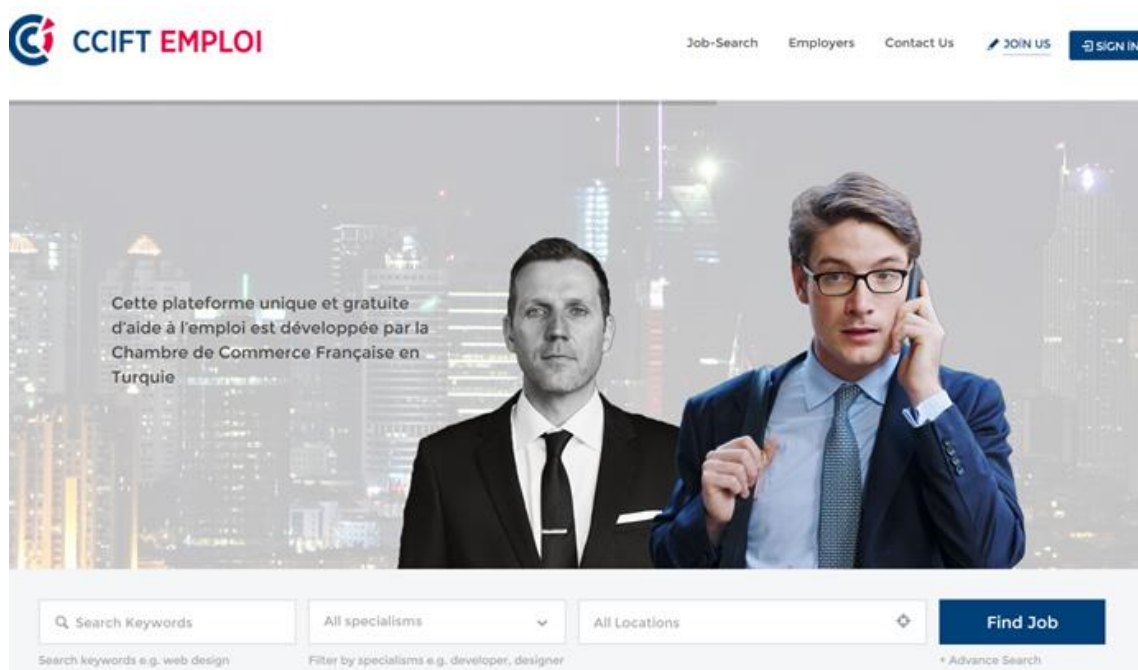 CCIFT EMPLOI
Job-Search Employers Contact Us JOIN US SIGN IN
Cette plateforme unique et gratuite
d'aide à l'emploi est développée par la
Chambre de Commerce Française en
Turquie
Search Keywords All specialisms All Locations Find Job
Search keywords e.g. web design Filter by specialisms e.g. developer, designer + Advance Search